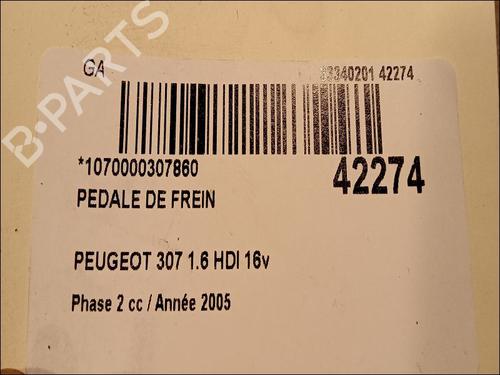 GA
23340201 42274
*1070000307860
42274
PEDALE DE FREIN
PEUGEOT 307 1.6 HDI 16v
Phase 2 cc / Année 2005
B-PARTS